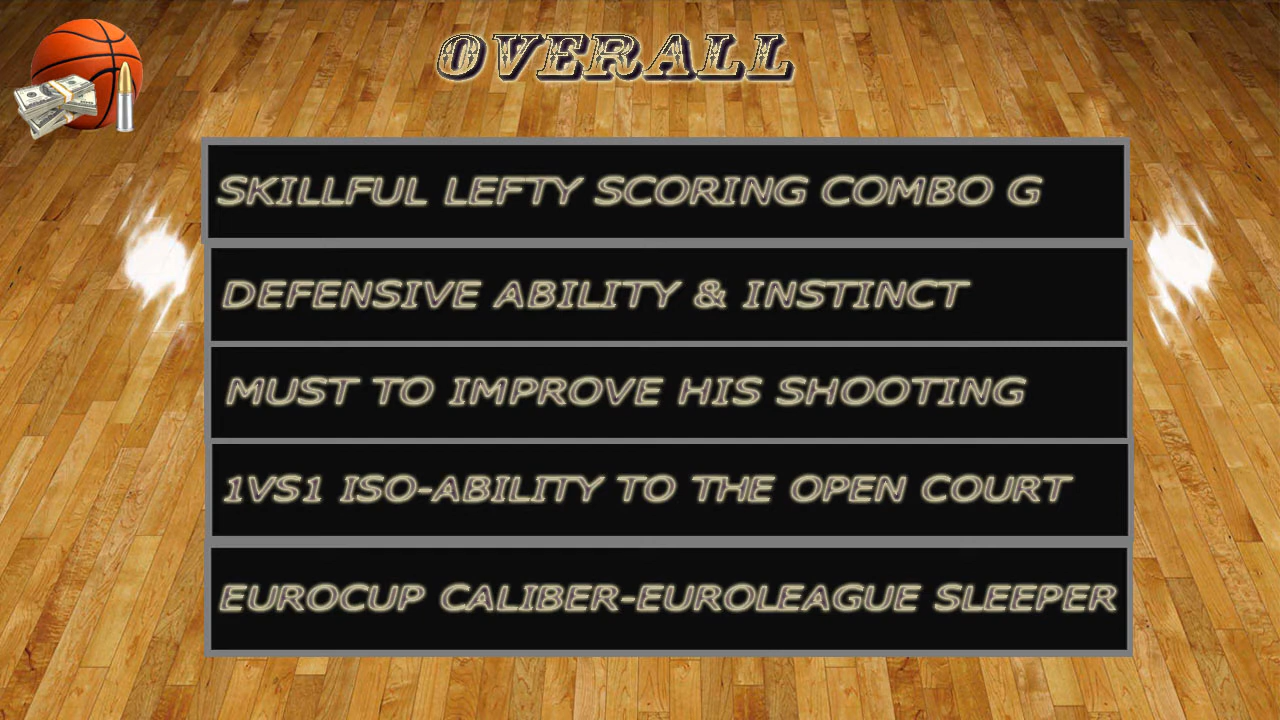 OVERALL
SKILLFUL LEFTY SCORING COMBO G
DEFENSIVE ABILITY & INSTINCT
MUST TO IMPROVE HIS SHOOTING
1VS1 ISO-ABILITY TO THE OPEN COURT
EUROCUP CALIBER-EUROLEAGUE SLEEPER